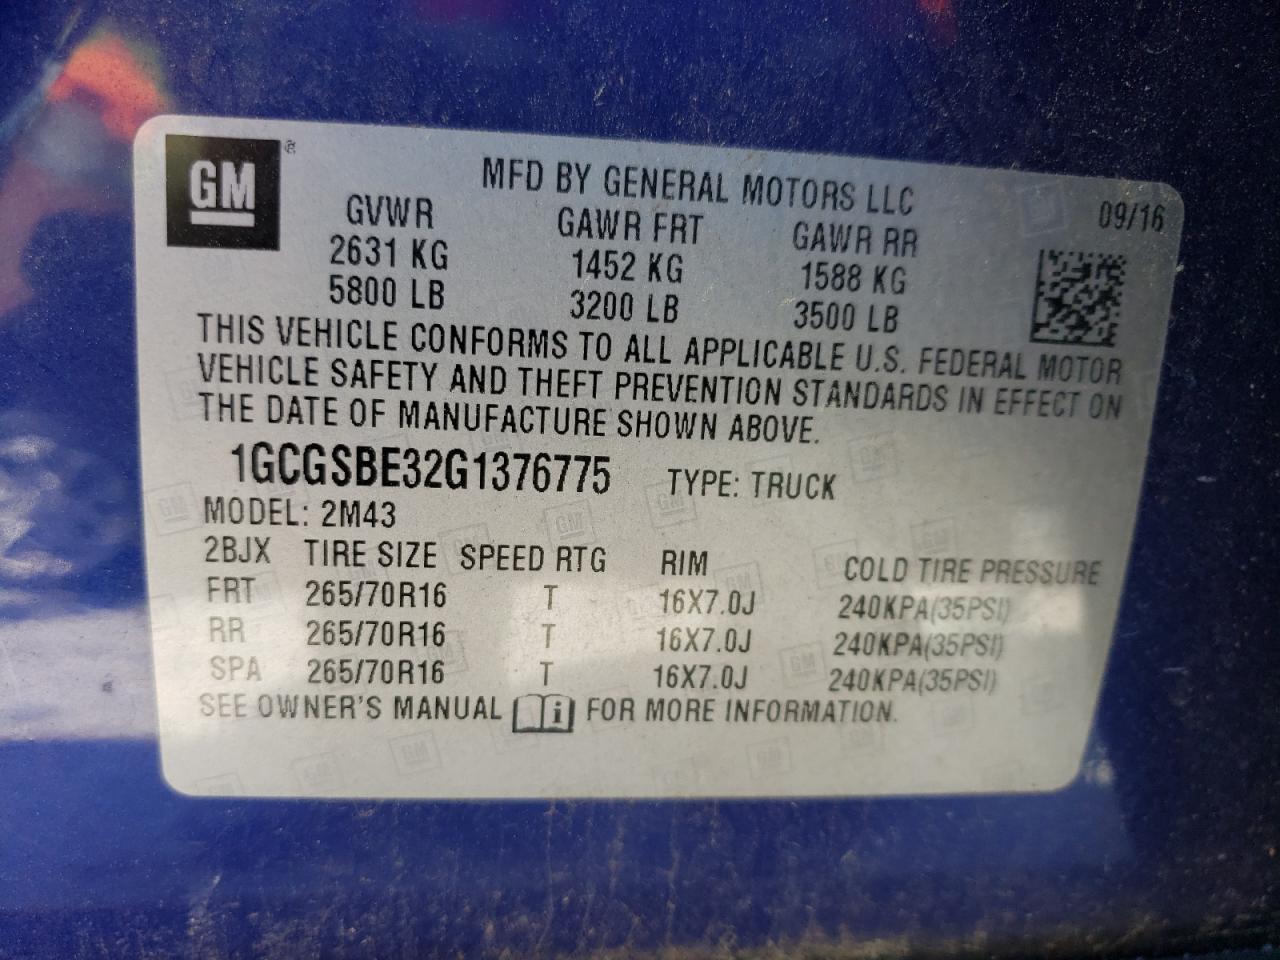 GM ®
MFD BY GENERAL MOTORS LLC
09/16
GVWR GAWR FRT GAWR RR
2631 KG 1452 KG 1588 KG
5800 LB 3200 LB 3500 LB
THIS VEHICLE CONFORMS TO ALL APPLICABLE U.S. FEDERAL MOTOR
VEHICLE SAFETY AND THEFT PREVENTION STANDARDS IN EFFECT ON
THE DATE OF MANUFACTURE SHOWN ABOVE.
1GCGSBE32G1376775 TYPE: TRUCK
MODEL: 2M43
2BJX TIRE SIZE SPEED RTG RIM COLD TIRE PRESSURE
FRT 265/70R16 T 16X7.0J 240KPA(35PSI)
RR 265/70R16 T 16X7.0J 240KPA(35PSI)
SPA 265/70R16 T 16X7.0J 240KPA(35PSI)
SEE OWNER'S MANUAL i FOR MORE INFORMATION.